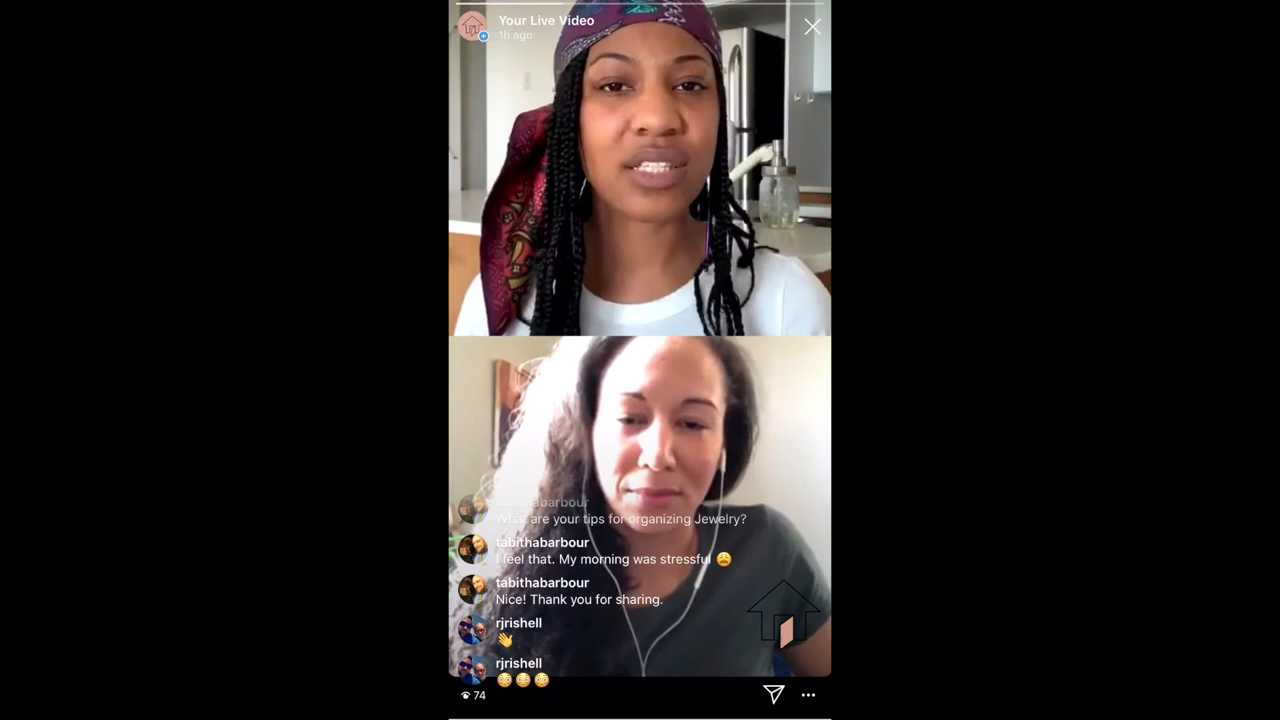 Your Live Video
1h ago
tabithabarbour
What are your tips for organizing Jewelry?
tabithabarbour
I feel that. My morning was stressful 😩
tabithabarbour
Nice! Thank you for sharing.
rjrishell
👋
rjrishell
😳😳😳
74